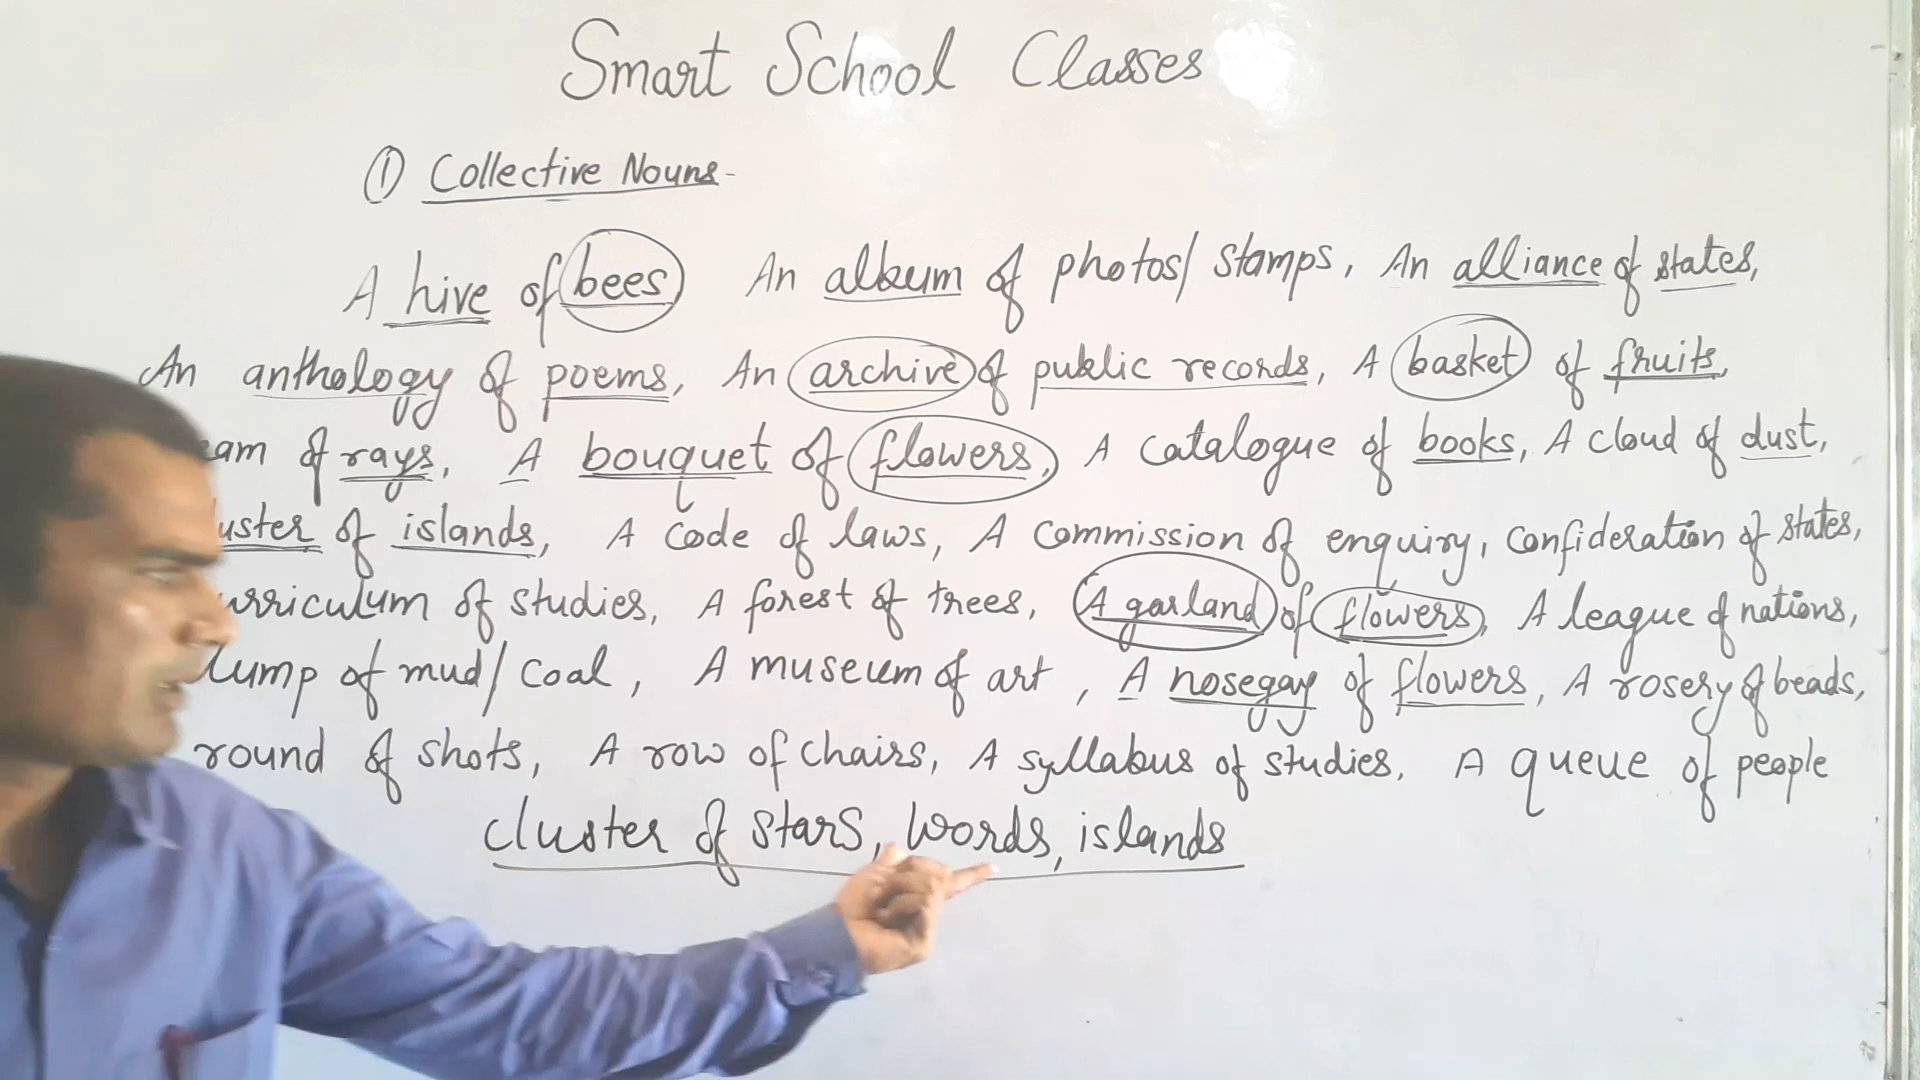 Smart School Classes
① Collective Nouns-
A hive of bees An album of photos/ stamps, An alliance of states,
An anthology of poems, An archive of public records, A basket of fruits,
eam of rays, A bouquet of flowers, A catalogue of books, A cloud of dust,
uster of islands, A code of laws, A commission of enquiry, confideration of states,
urriculum of studies, A forest of trees, A garland of flowers, A league of nations,
lump of mud/ coal, A museum of art, A nosegay of flowers, A rosery of beads,
round of shots, A row of chairs, A syllabus of studies, A queue of people
cluster of stars, words, islands